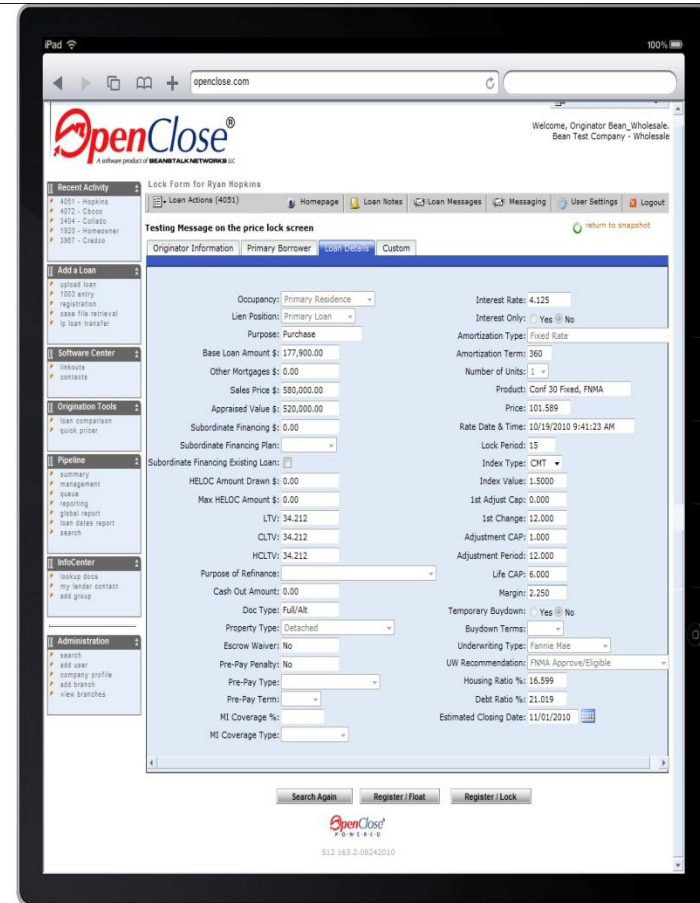 iPad
100%
openclose.com
OpenClose®
A software product of BEANSTALK NETWORKS LLC
Welcome, Originator Bean_Wholesale.
Bean Test Company - Wholesale
Recent Activity
4051 - Hopkins
4072 - Cbcco
3404 - Collado
1920 - Homeowner
3987 - Credco
Add a Loan
upload loan
1003 entry
registration
case file retrieval
lp loan transfer
Software Center
linkouts
contacts
Origination Tools
loan comparison
quick pricer
Pipeline
summary
management
queue
reporting
global report
loan dates report
search
InfoCenter
lookup docs
my lender contact
add group
Administration
search
add user
company profile
add branch
view branches
Lock Form for Ryan Hopkins
Loan Actions (4051) Homepage Loan Notes Loan Messages Messaging User Settings Logout
Testing Message on the price lock screen
return to snapshot
Originator Information Primary Borrower Loan Details Custom
Occupancy: Primary Residence
Lien Position: Primary Loan
Purpose: Purchase
Base Loan Amount $: 177,900.00
Other Mortgages $: 0.00
Sales Price $: 580,000.00
Appraised Value $: 520,000.00
Subordinate Financing $: 0.00
Subordinate Financing Plan:
Subordinate Financing Existing Loan:
HELOC Amount Drawn $: 0.00
Max HELOC Amount $: 0.00
LTV: 34.212
CLTV: 34.212
HCLTV: 34.212
Purpose of Refinance:
Cash Out Amount: 0.00
Doc Type: Full/Alt
Property Type: Detached
Escrow Waiver: No
Pre-Pay Penalty: No
Pre-Pay Type:
Pre-Pay Term:
MI Coverage %:
MI Coverage Type:
Interest Rate: 4.125
Interest Only: Yes No
Amortization Type: Fixed Rate
Amortization Term: 360
Number of Units: 1
Product: Conf 30 Fixed, FNMA
Price: 101.589
Rate Date & Time: 10/19/2010 9:41:23 AM
Lock Period: 15
Index Type: CMT
Index Value: 1.5000
1st Adjust Cap: 0.000
1st Change: 12.000
Adjustment CAP: 1.000
Adjustment Period: 12.000
Life CAP: 6.000
Margin: 2.250
Temporary Buydown: Yes No
Buydown Terms:
Underwriting Type: Fannie Mae
UW Recommendation: FNMA Approve/Eligible
Housing Ratio %: 16.599
Debt Ratio %: 21.019
Estimated Closing Date: 11/01/2010
Search Again Register / Float Register / Lock
OpenClose®
P·O·W·E·R·E·D
S12 163.2.08242010